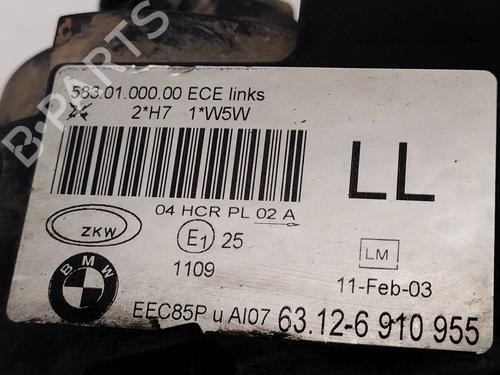 583.01.000.00 ECE links
2*H7 1*W5W
LL
04 HCR PL 02 A
ZKW
E1 25
LM
1109
11-Feb-03
BMW
EEC85P u AI07 63.12-6 910 955
B-PARTS